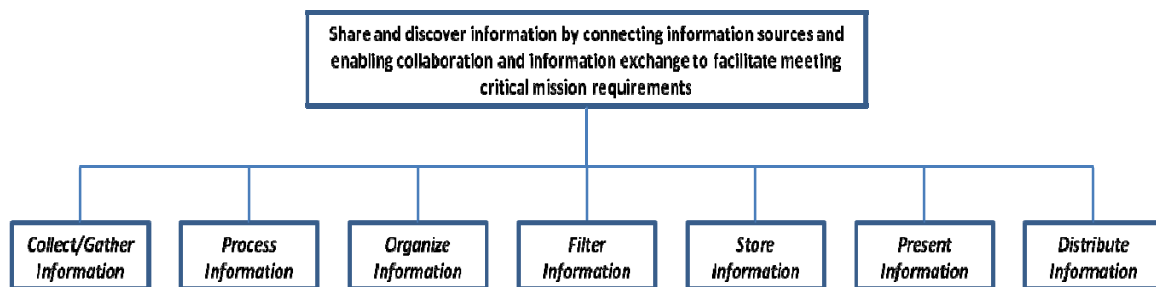 Share and discover information by connecting information sources and
enabling collaboration and information exchange to facilitate meeting
critical mission requirements
Collect/Gather
Information
Process
Information
Organize
Information
Filter
Information
Store
Information
Present
Information
Distribute
Information